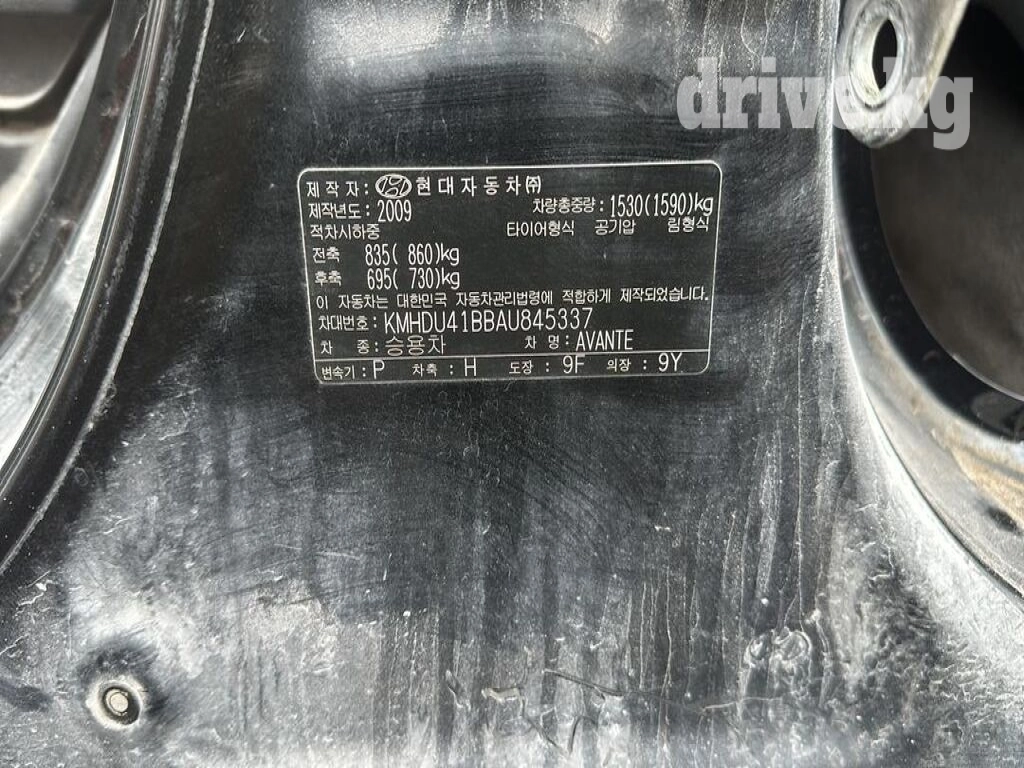 drive.kg
제작자: 현대자동차㈜
제작년도: 2009 차량총중량: 1530(1590)kg
적차시하중 타이어형식 공기압 림형식
전축 835( 860)kg
후축 695( 730)kg
이 자동차는 대한민국 자동차관리법령에 적합하게 제작되었습니다.
차대번호: KMHDU41BBAU845337
차 종: 승용차 차 명: AVANTE
변속기: P 차축: H 도장: 9F 의장: 9Y